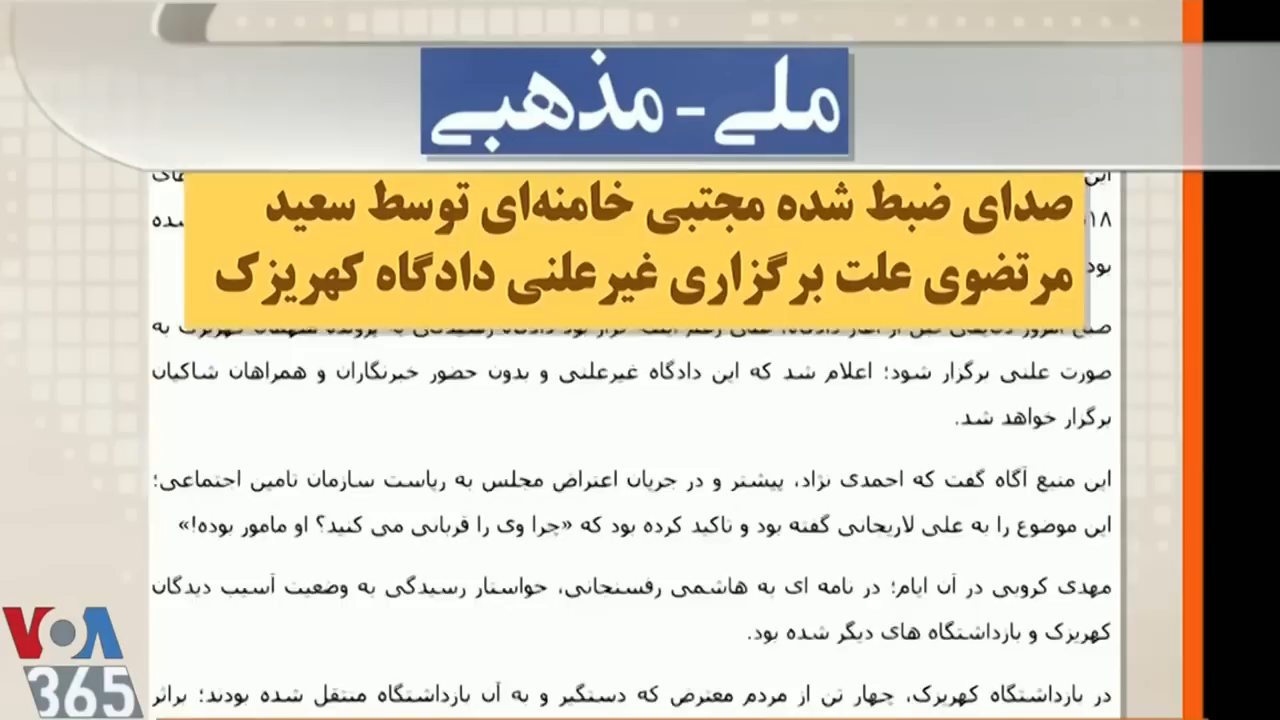 ملی - مذهبی
صدای ضبط شده مجتبی خامنه‌ای توسط سعید
مرتضوی علت برگزاری غیرعلنی دادگاه کهریزک
این
۱۸
بود
صورت علنی برگزار شود؛ اعلام شد که این دادگاه غیرعلنی و بدون حضور خبرنگاران و همراهان شاکیان
برگزار خواهد شد.
این منبع آگاه گفت که احمدی نژاد، پیشتر و در جریان اعتراض مجلس به ریاست سازمان تامین اجتماعی؛
این موضوع را به علی لاریجانی گفته بود و تاکید کرده بود که «چرا وی را قربانی می کنید؟ او مامور بوده!»
مهدی کروبی در آن ایام؛ در نامه ای به هاشمی رفسنجانی، خواستار رسیدگی به وضعیت آسیب دیدگان
کهریزک و بازداشتگاه های دیگر شده بود.
در بازداشتگاه کهریزک، چهار تن از مردم معترض که دستگیر و به آن بازداشتگاه منتقل شده بودند؛ براثر
VOA
365